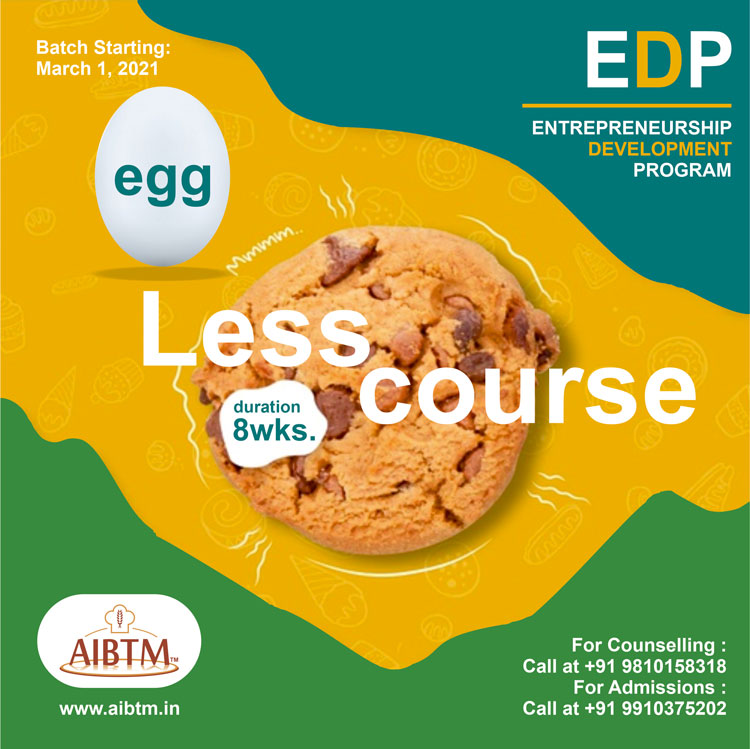 Batch Starting:
March 1, 2021
EDP
ENTREPRENEURSHIP
DEVELOPMENT
PROGRAM
egg
Mmmm..
Less
course
duration
8wks.
AIBTM TM
www.aibtm.in
For Counselling :
Call at +91 9810158318
For Admissions :
Call at +91 9910375202